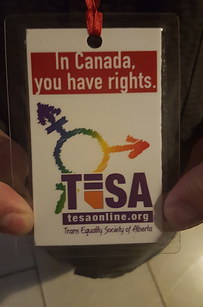 In Canada,
you have rights.
TESA
tesaonline.org
Trans Equality Society of Alberta